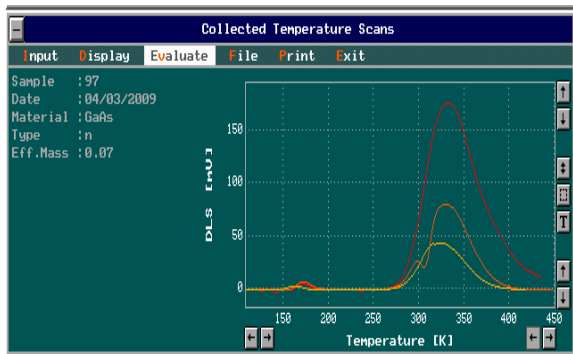 Collected Temperature Scans
Input Display Evaluate File Print Exit
Sample :97
Date :04/03/2009
Material :GaAs
Type :n
Eff.Mass :0.07
DLS [mV]
150
100
50
0
150 200 250 300 350 400 450
Temperature [K]
T